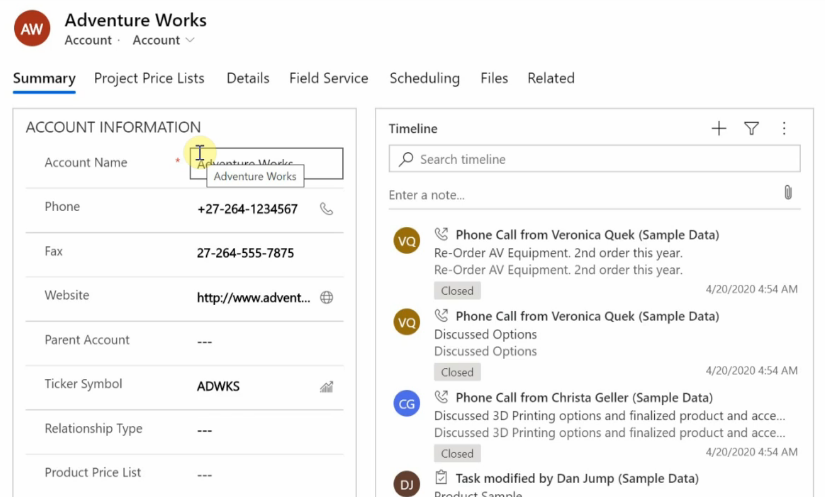 AW
Adventure Works
Account · Account
Summary Project Price Lists Details Field Service Scheduling Files Related
ACCOUNT INFORMATION
Account Name * Adventure Works
Adventure Works
Phone +27-264-1234567
Fax 27-264-555-7875
Website http://www.advent...
Parent Account ---
Ticker Symbol ADWKS
Relationship Type ---
Product Price List ---
Timeline
Search timeline
Enter a note...
VQ
Phone Call from Veronica Quek (Sample Data)
Re-Order AV Equipment. 2nd order this year.
Re-Order AV Equipment. 2nd order this year.
Closed 4/20/2020 4:54 AM
VQ
Phone Call from Veronica Quek (Sample Data)
Discussed Options
Discussed Options
Closed 4/20/2020 4:54 AM
CG
Phone Call from Christa Geller (Sample Data)
Discussed 3D Printing options and finalized product and acce...
Discussed 3D Printing options and finalized product and acce...
Closed 4/20/2020 4:54 AM
DJ
Task modified by Dan Jump (Sample Data)
Product Sample